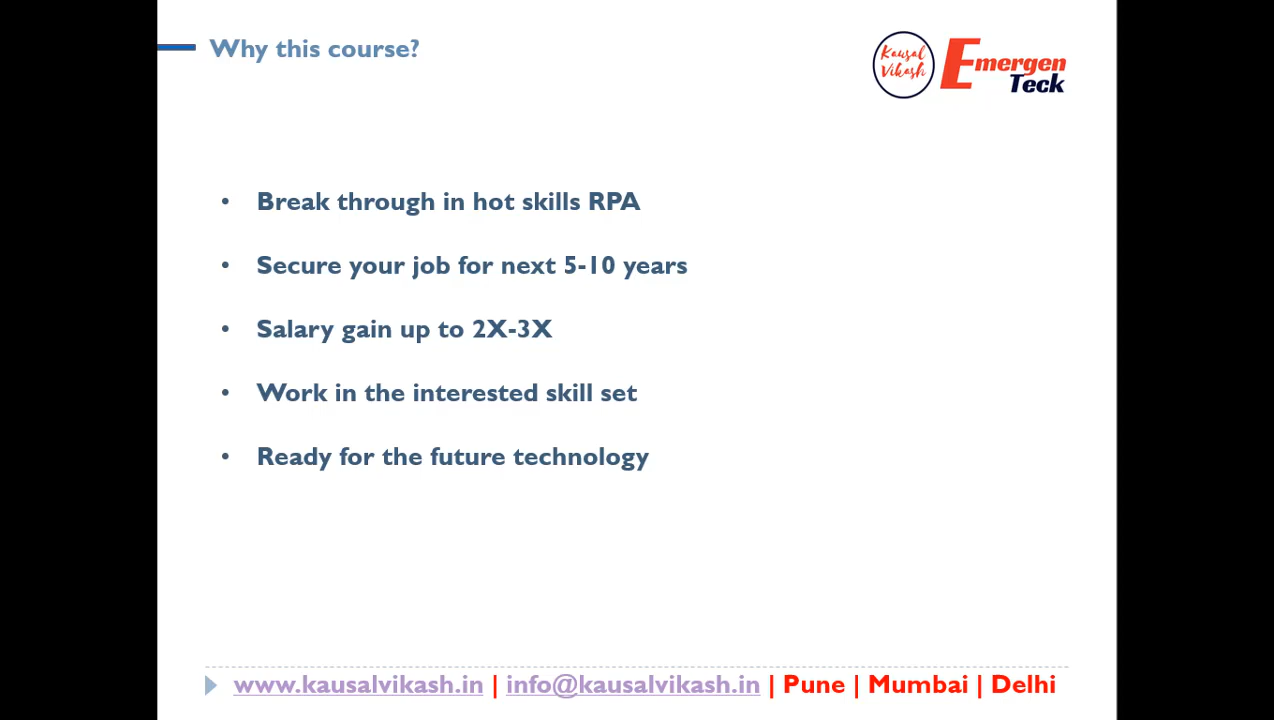 Why this course?
Kausal
Vikash
Emergen
Teck
• Break through in hot skills RPA
• Secure your job for next 5-10 years
• Salary gain up to 2X-3X
• Work in the interested skill set
• Ready for the future technology
www.kausalvikash.in | info@kausalvikash.in | Pune | Mumbai | Delhi